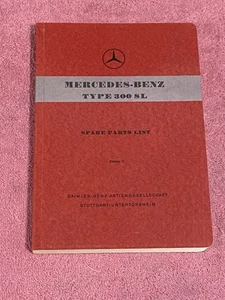 MERCEDES-BENZ
TYPE 300 SL
SPARE PARTS LIST
DAIMLER-BENZ AKTIENGESELLSCHAFT
STUTTGART-UNTERTÜRKHEIM